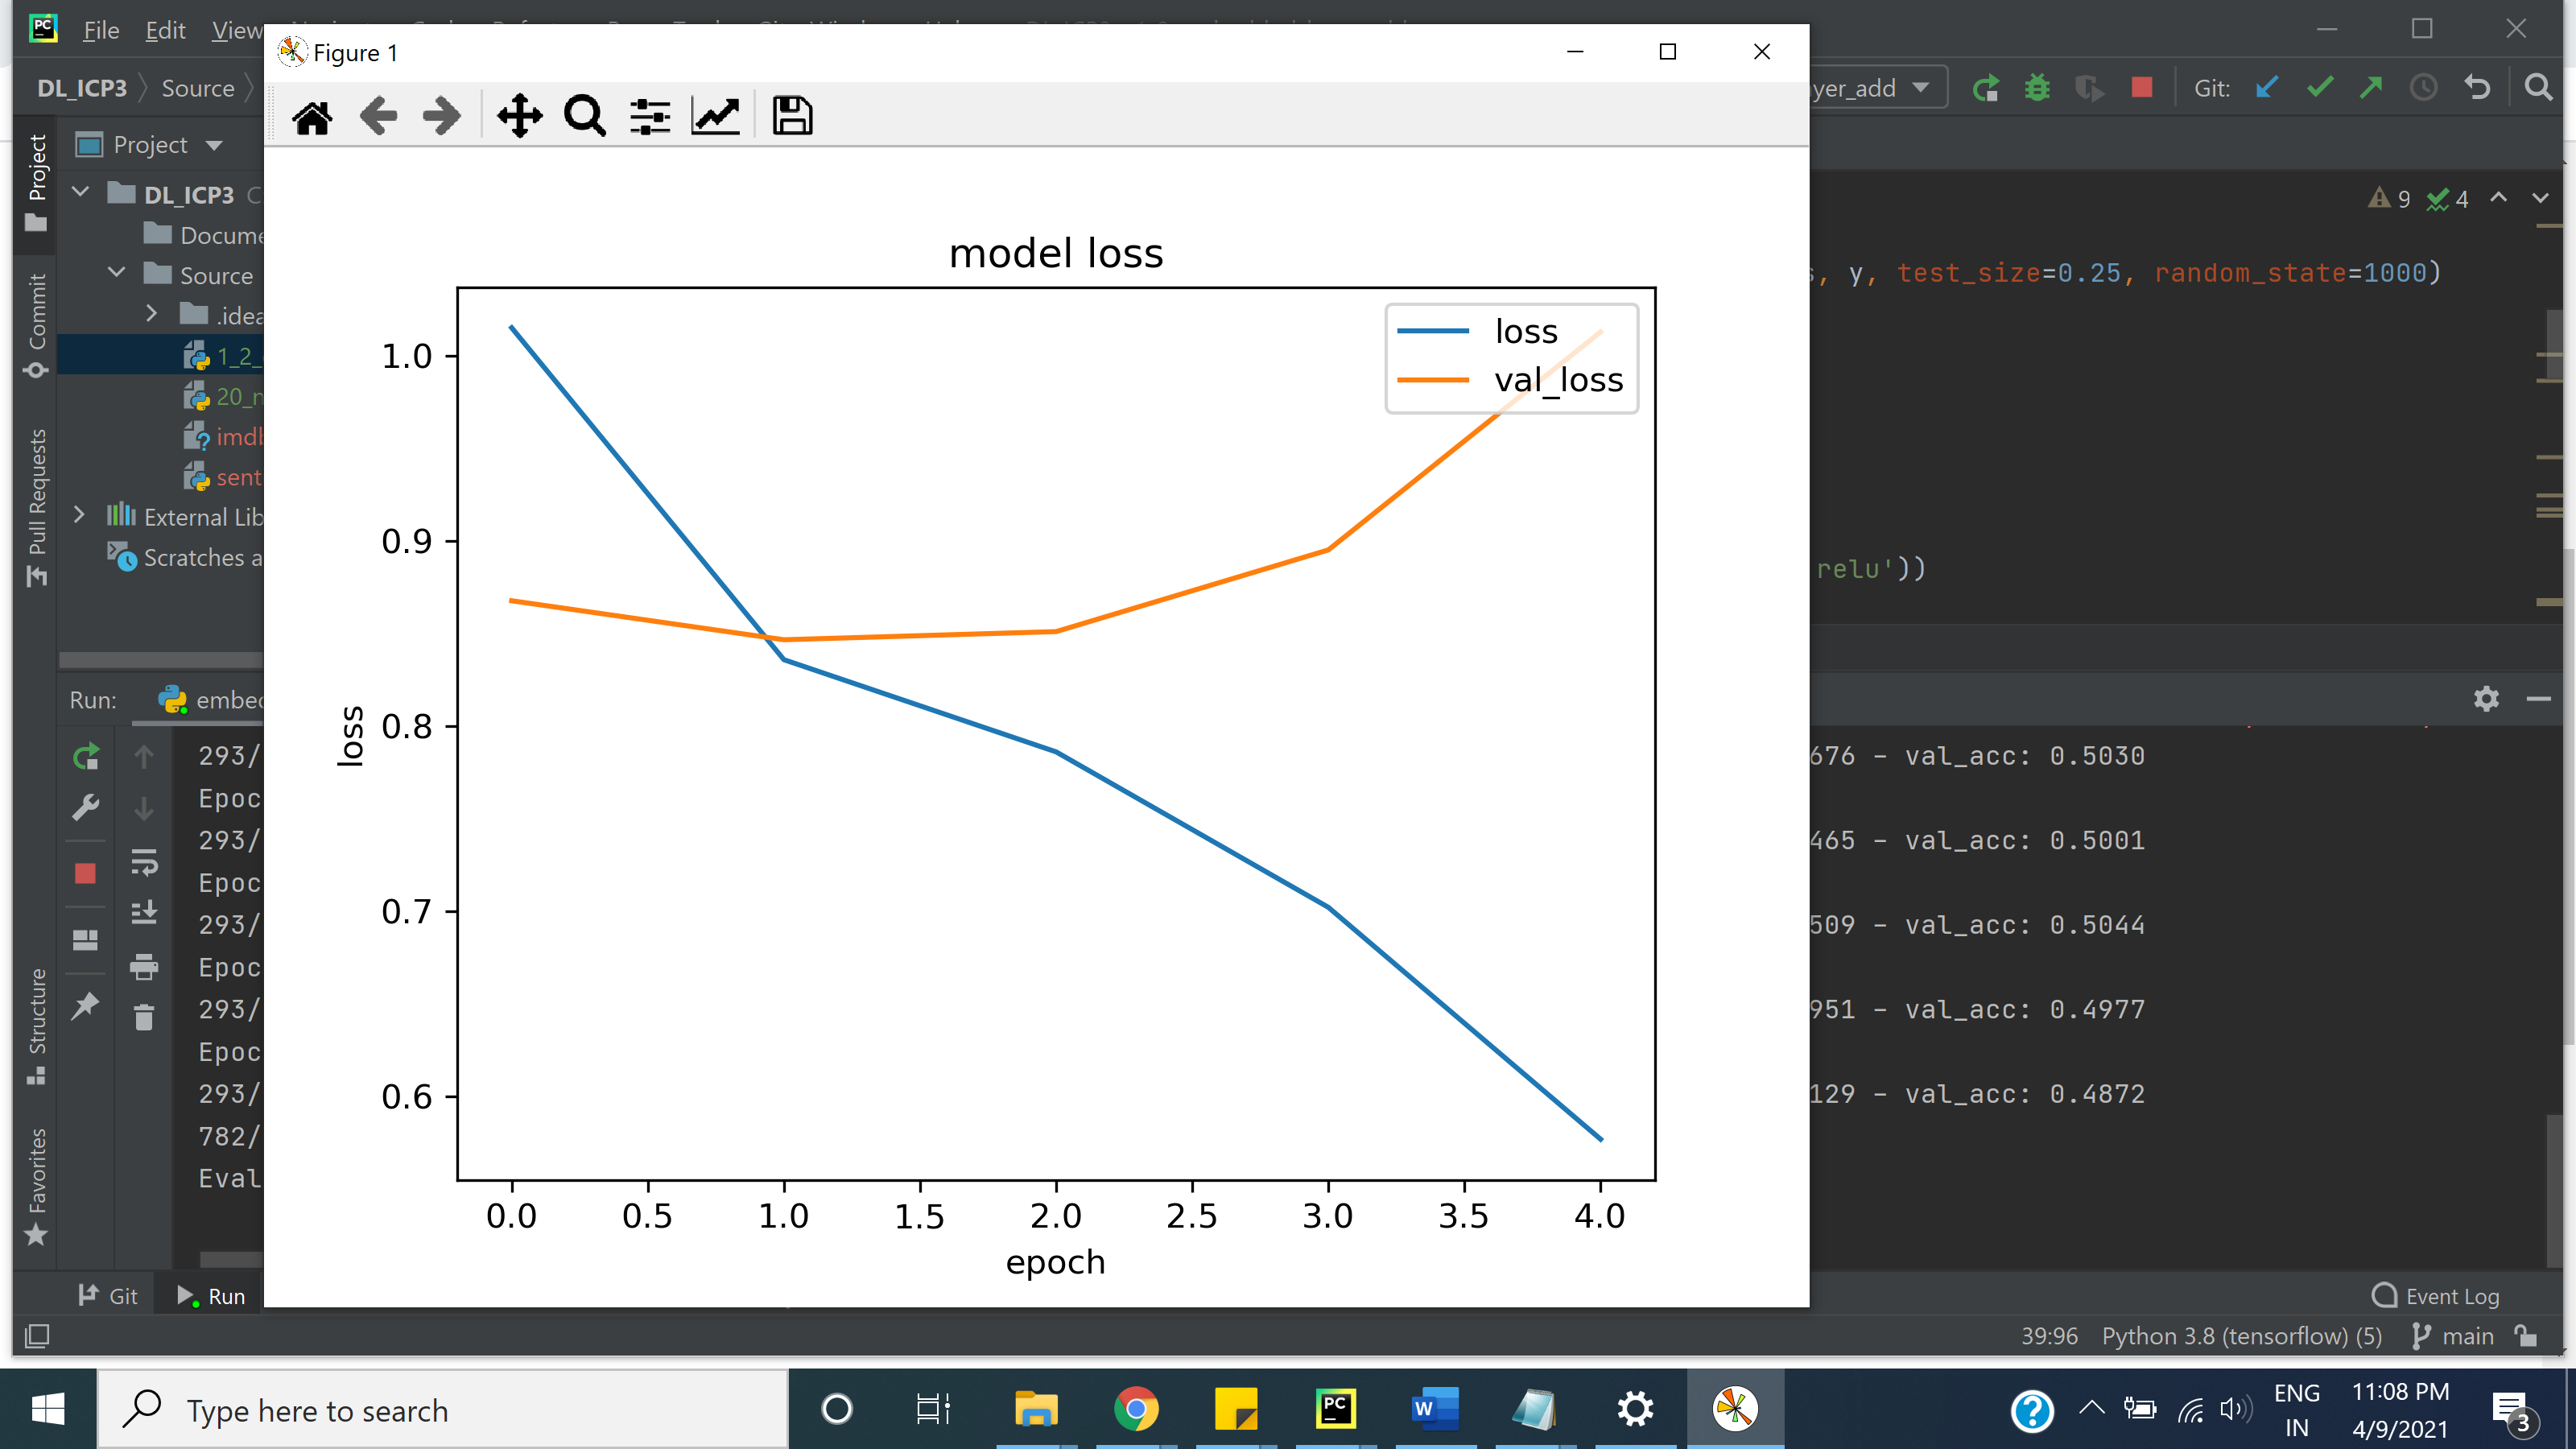 PC
File Edit View
Figure 1
DL_ICP3 Source
Git:
Project
Project
DL_ICP3
9 4
y, test_size=0.25, random_state=1000)
Source
.idea
1_2_
20_
Commit
External Lib
Scratches a
Pull Requests
relu'))
model loss
loss
val_loss
1.0
0.9
0.8
0.7
0.6
loss
0.0 0.5 1.0 1.5 2.0 2.5 3.0 3.5 4.0
epoch
Run:
293/ 676 - val_acc: 0.5030
Epoc
293/ 465 - val_acc: 0.5001
Epoc
293/ 509 - val_acc: 0.5044
Epoc
293/ 951 - val_acc: 0.4977
Epoc
293/ 129 - val_acc: 0.4872
782/
Eval
Structure
Favorites
Git Run Event Log
39:96 Python 3.8 (tensorflow) (5) main
Type here to search
PC
W
ENG
IN
11:08 PM
4/9/2021
3